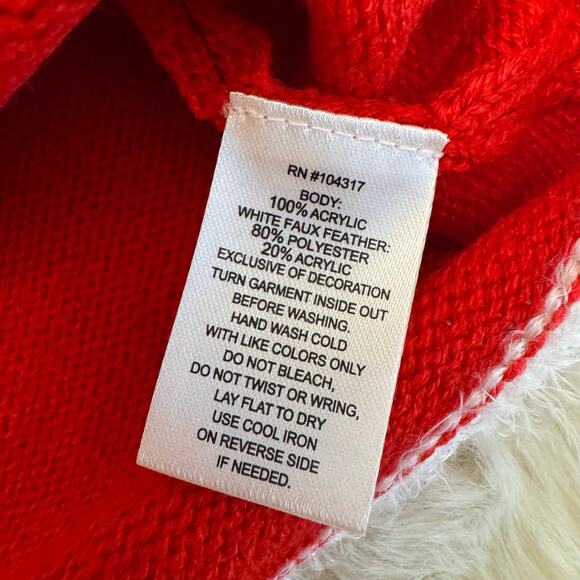 RN #104317
BODY:
100% ACRYLIC
WHITE FAUX FEATHER:
80% POLYESTER
20% ACRYLIC
EXCLUSIVE OF DECORATION
TURN GARMENT INSIDE OUT
BEFORE WASHING.
HAND WASH COLD
WITH LIKE COLORS ONLY
DO NOT BLEACH,
DO NOT TWIST OR WRING,
LAY FLAT TO DRY
USE COOL IRON
ON REVERSE SIDE
IF NEEDED.